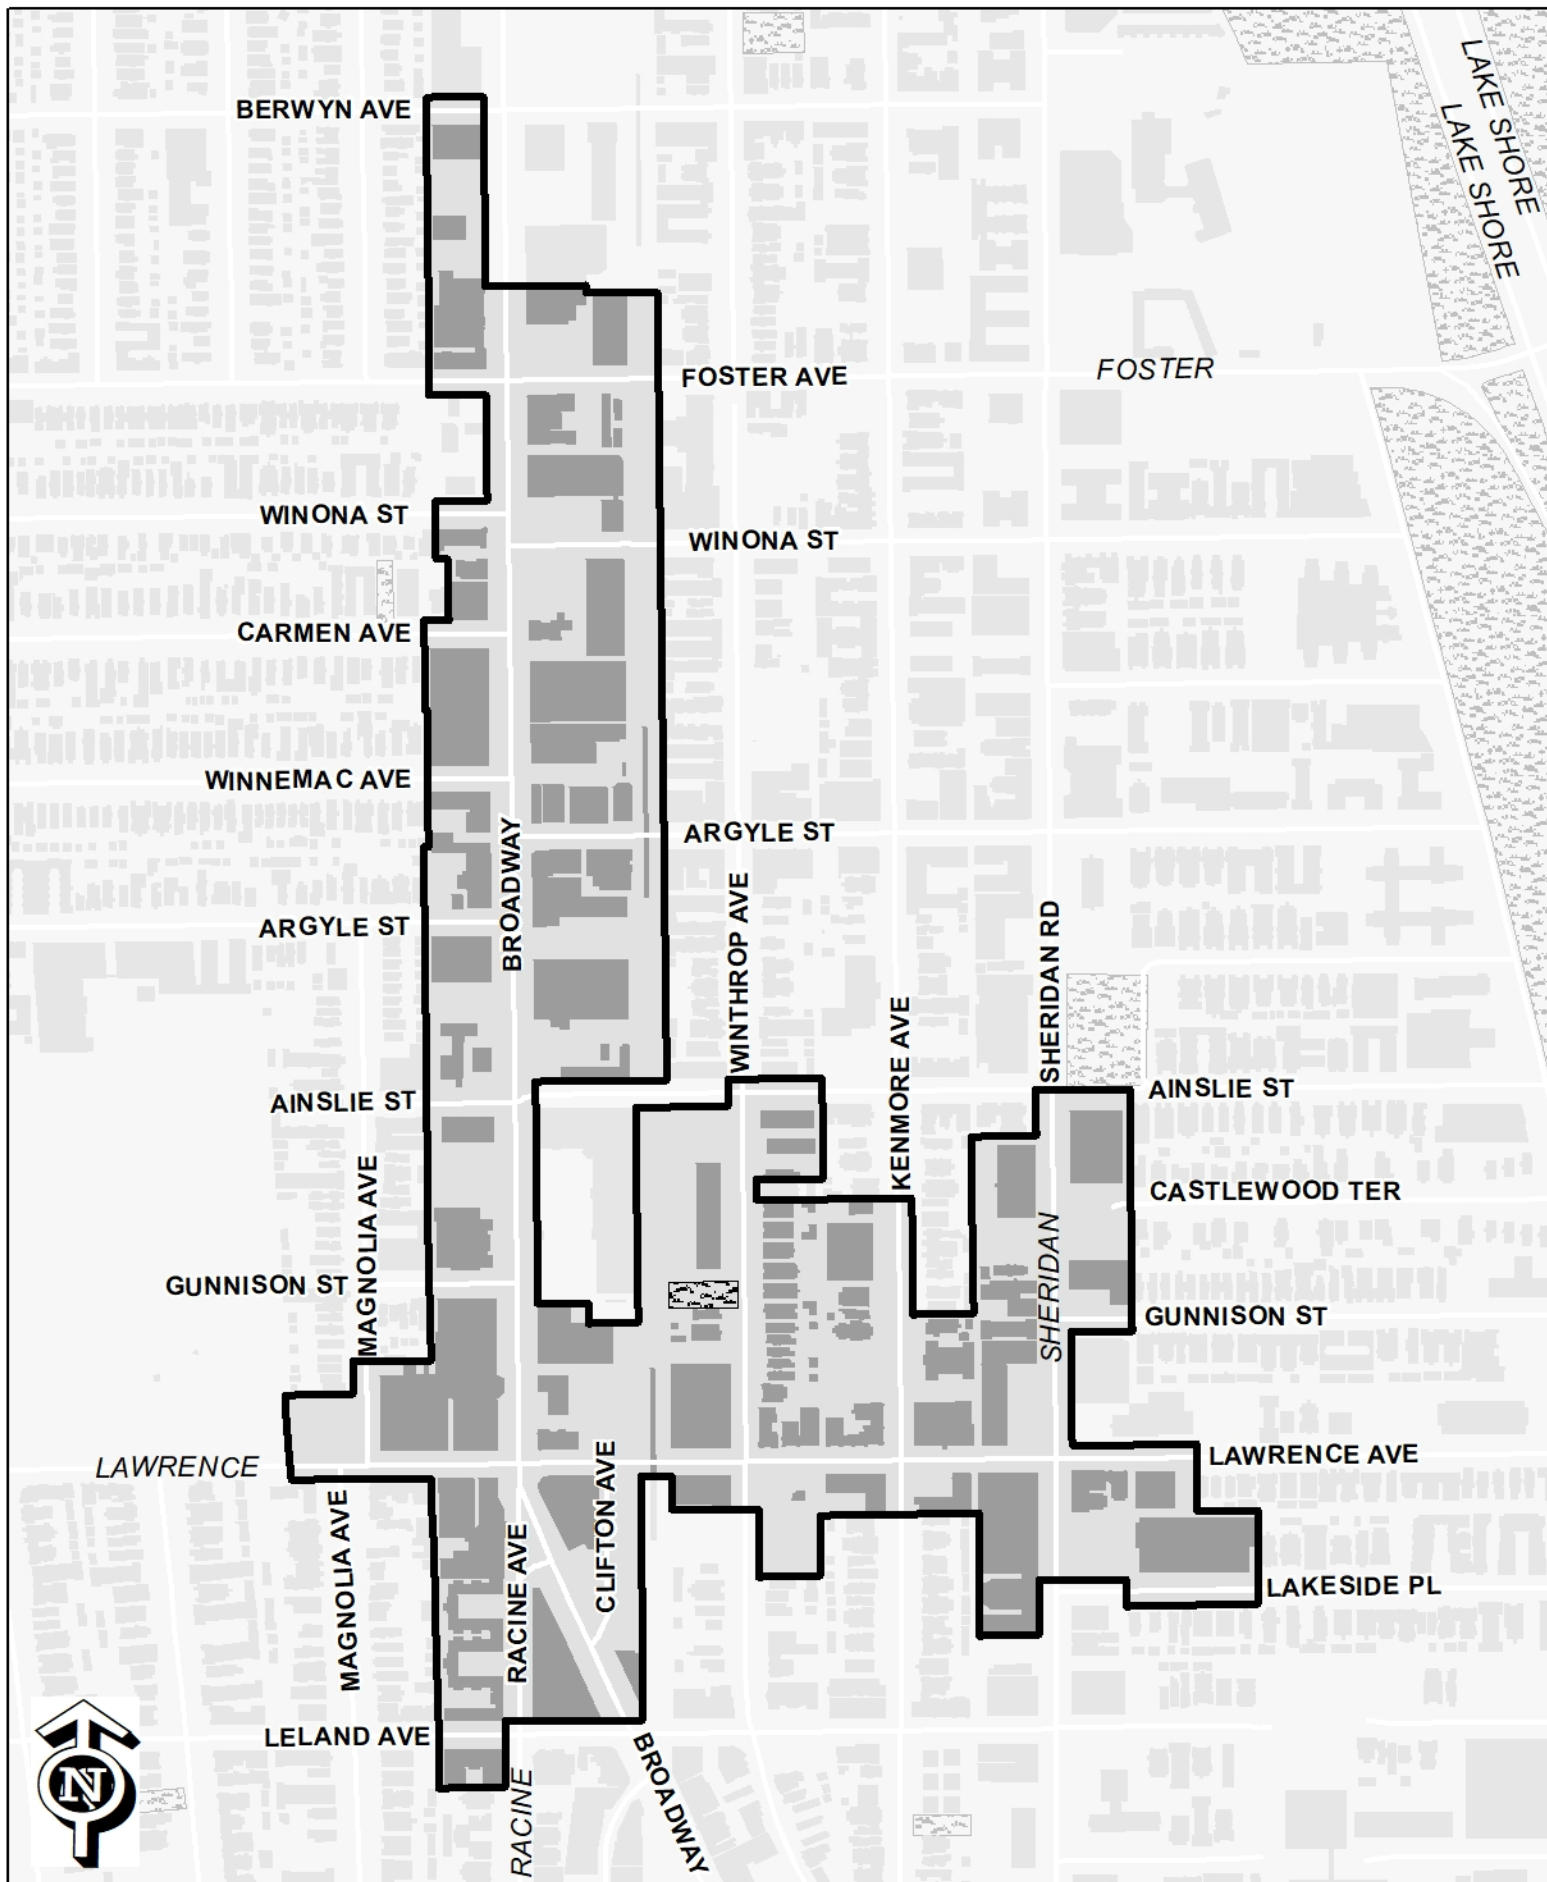 LAKE SHORE
LAKE SHORE
BERWYN AVE
FOSTER AVE
FOSTER
WINONA ST
WINONA ST
CARMEN AVE
WINNEMAC AVE
BROADWAY
ARGYLE ST
ARGYLE ST
WINTHROP AVE
SHERIDAN RD
KENMORE AVE
AINSLIE ST
AINSLIE ST
MAGNOLIA AVE
CASTLEWOOD TER
SHERIDAN
GUNNISON ST
GUNNISON ST
LAWRENCE
LAWRENCE AVE
CLIFTON AVE
MAGNOLIA AVE
RACINE AVE
LAKESIDE PL
LELAND AVE
BROADWAY
RACINE
N